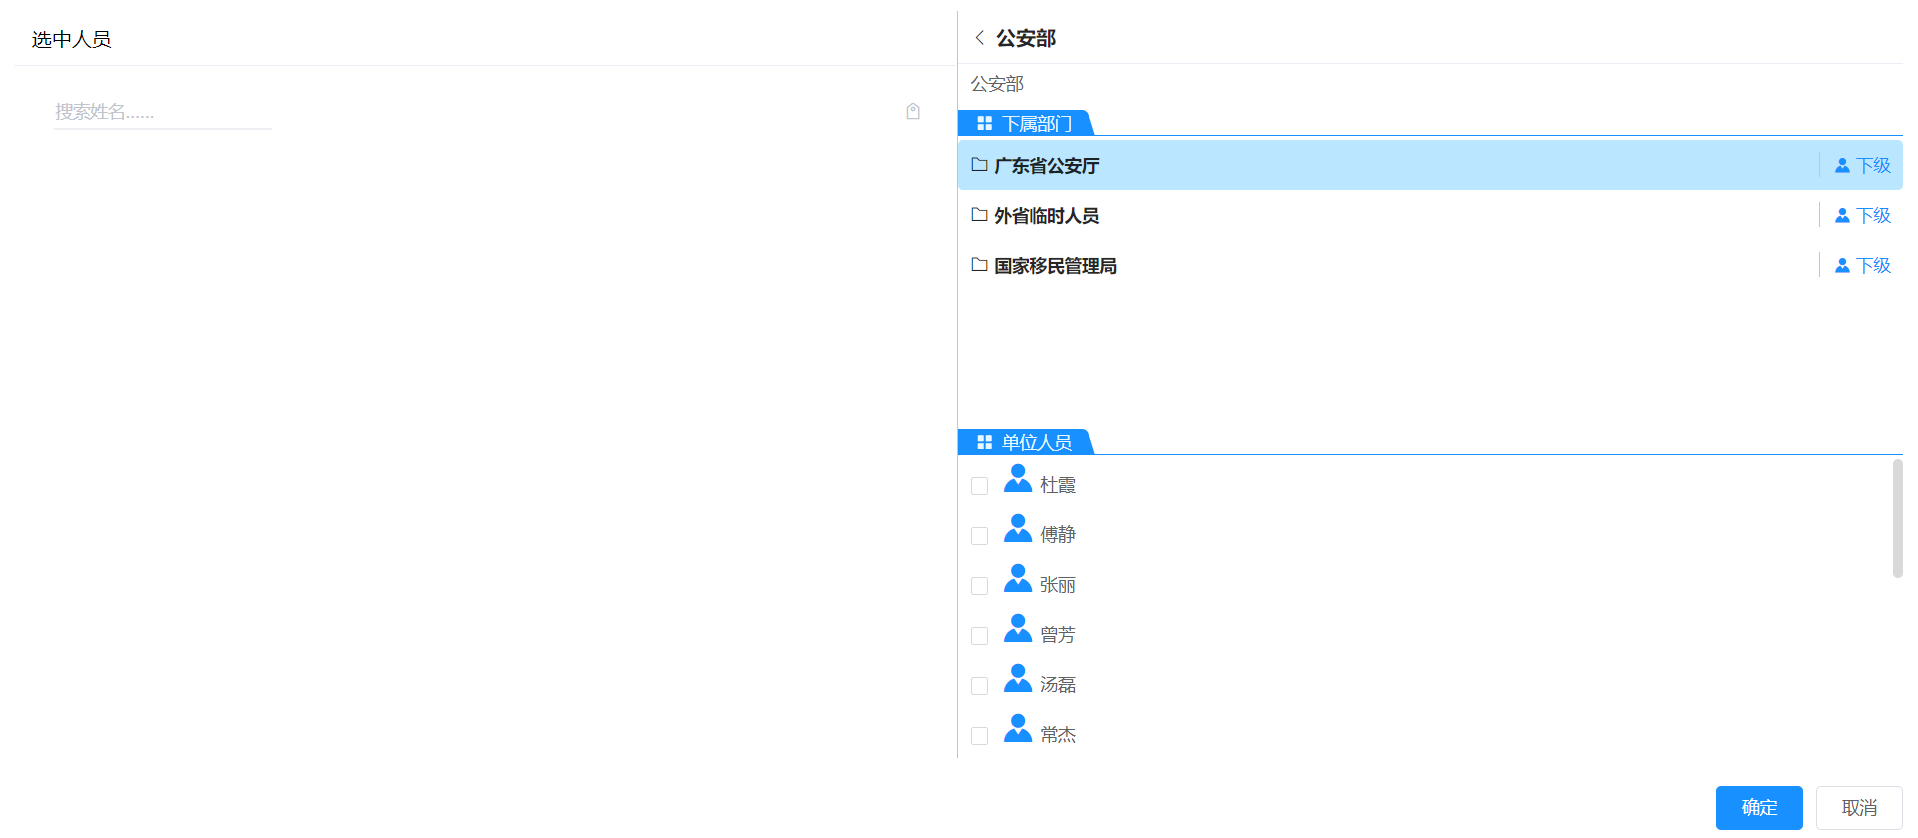 选中人员
搜索姓名......
公安部
公安部
下属部门
广东省公安厅
下级
外省临时人员
下级
国家移民管理局
下级
单位人员
杜霞
傅静
张丽
曾芳
汤磊
常杰
确定
取消